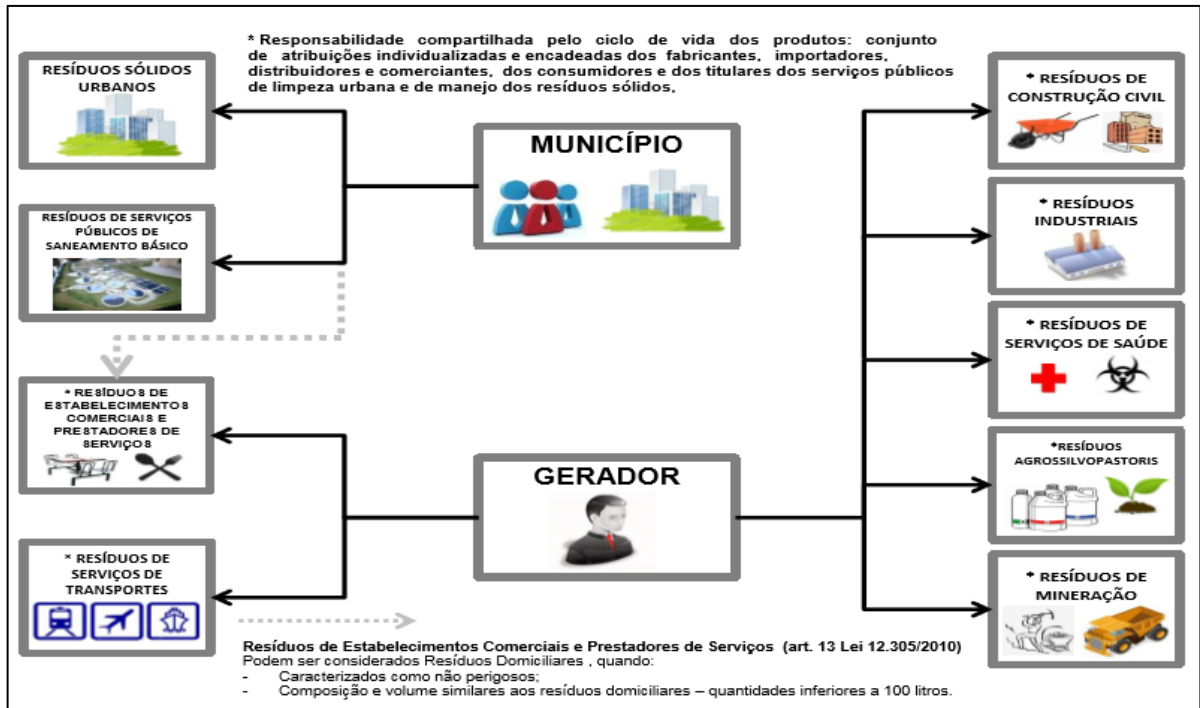 * Responsabilidade compartilhada pelo ciclo de vida dos produtos: conjunto
de atribuições individualizadas e encadeadas dos fabricantes, importadores,
distribuidores e comerciantes, dos consumidores e dos titulares dos serviços públicos
de limpeza urbana e de manejo dos resíduos sólidos,
RESÍDUOS SÓLIDOS
URBANOS
MUNICÍPIO
RESÍDUOS DE SERVIÇOS
PÚBLICOS DE
SANEAMENTO BÁSICO
* RESÍDUOS DE
ESTABELECIMENTOS
COMERCIAIS E
PRESTADORES DE
SERVIÇO
GERADOR
* RESÍDUOS DE
SERVIÇOS DE
TRANSPORTES
* RESÍDUOS DE
CONSTRUÇÃO CIVIL
* RESÍDUOS
INDUSTRIAIS
* RESÍDUOS DE
SERVIÇOS DE SAÚDE
*RESÍDUOS
AGROSSILVOPASTORIS
* RESÍDUOS DE
MINERAÇÃO
Resíduos de Estabelecimentos Comerciais e Prestadores de Serviços (art. 13 Lei 12.305/2010)
Podem ser considerados Resíduos Domiciliares , quando:
- Caracterizados como não perigosos;
- Composição e volume similares aos resíduos domiciliares – quantidades inferiores a 100 litros.